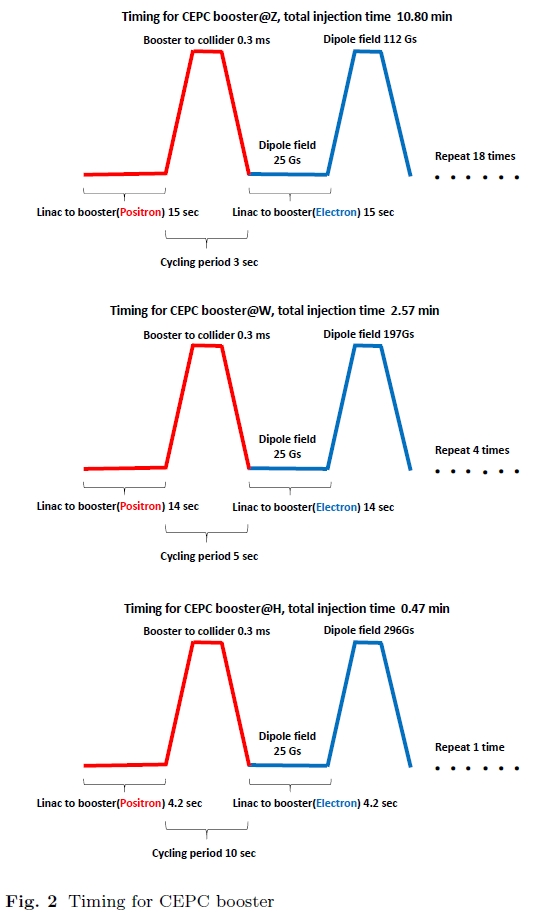 Timing for CEPC booster@Z, total injection time 10.80 min
Booster to collider 0.3 ms
Dipole field 112 Gs
Dipole field
25 Gs
Repeat 18 times
Linac to booster(Positron) 15 sec
Linac to booster(Electron) 15 sec
Cycling period 3 sec
Timing for CEPC booster@W, total injection time 2.57 min
Booster to collider 0.3 ms
Dipole field 197Gs
Dipole field
25 Gs
Repeat 4 times
Linac to booster(Positron) 14 sec
Linac to booster(Electron) 14 sec
Cycling period 5 sec
Timing for CEPC booster@H, total injection time 0.47 min
Booster to collider 0.3 ms
Dipole field 296Gs
Dipole field
25 Gs
Repeat 1 time
Linac to booster(Positron) 4.2 sec
Linac to booster(Electron) 4.2 sec
Cycling period 10 sec
Fig. 2 Timing for CEPC booster